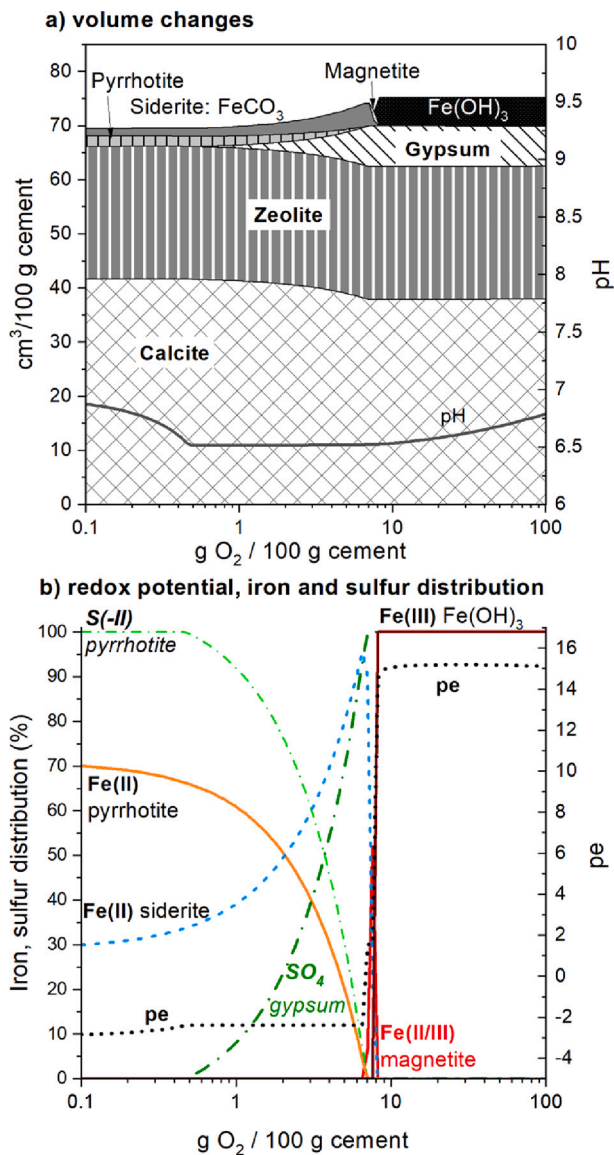 a) volume changes
85
80
70
60
50
40
30
20
10
0
cm³/100 g cement
10
9.5
9
8.5
8
7.5
7
6.5
6
pH
Pyrrhotite
Magnetite
Siderite: FeCO₃
Fe(OH)₃
Gypsum
Zeolite
Calcite
pH
0.1
1
10
100
g O₂ / 100 g cement
b) redox potential, iron and sulfur distribution
S(-II)
pyrrhotite
Fe(III) Fe(OH)₃
pe
Fe(II)
pyrrhotite
Fe(II) siderite
SO₄
gypsum
pe
Fe(II/III)
magnetite
100
90
80
70
60
50
40
30
20
10
0
Iron, sulfur distribution (%)
16
14
12
10
8
6
4
2
0
-2
-4
pe
0.1
1
10
100
g O₂ / 100 g cement